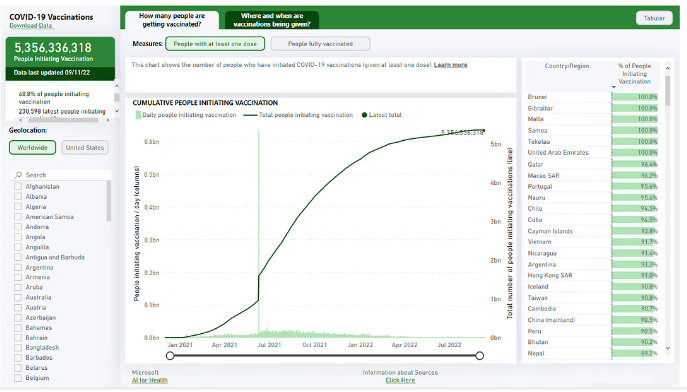 COVID-19 Vaccinations
Download Data
5,356,336,318
People Initiating Vaccination
Data last updated 09/11/22
68.8% of people initiating
vaccination
230,598 latest people initiating
Geolocation:
Worldwide
United States
Search
Afghanistan
Albania
Algeria
American Samoa
Andorra
Angola
Anguilla
Antigua and Barbuda
Argentina
Armenia
Aruba
Australia
Austria
Azerbaijan
Bahamas
Bahrain
Bangladesh
Barbados
Belarus
Belgium
How many people are
getting vaccinated?
Where and when are
vaccinations being given?
Tabular
Measures:
People with at least one dose
People fully vaccinated
This chart shows the number of people who have initiated COVID-19 vaccinations (given at least one dose). Learn more
CUMULATIVE PEOPLE INITIATING VACCINATION
Daily people initiating vaccination
Total people initiating vaccination
Latest total
5,356,336,318
People initiating vaccination / day (columns)
0.6bn
0.5bn
0.4bn
0.3bn
0.2bn
0.1bn
0.0bn
Total number of people initiating vaccinations (line)
5bn
4bn
3bn
2bn
1bn
0bn
Jan 2021
Apr 2021
Jul 2021
Oct 2021
Jan 2022
Apr 2022
Jul 2022
Country/Region
% of People
Initiating
Vaccination
Brunei 100.0%
Gibraltar 100.0%
Malta 100.0%
Samoa 100.0%
Tokelau 100.0%
United Arab Emirates 100.0%
Qatar 96.4%
Macao SAR 96.2%
Portugal 95.6%
Nauru 95.4%
Chile 94.5%
Cuba 94.5%
Cayman Islands 93.8%
Vietnam 91.7%
Nicaragua 91.4%
Argentina 91.2%
Hong Kong SAR 91.0%
Iceland 90.8%
Taiwan 90.8%
Cambodia 90.7%
China (mainland) 90.5%
Peru 90.5%
Bhutan 90.2%
Nepal 89.2%
Microsoft
AI for Health
Information about Sources
Click Here